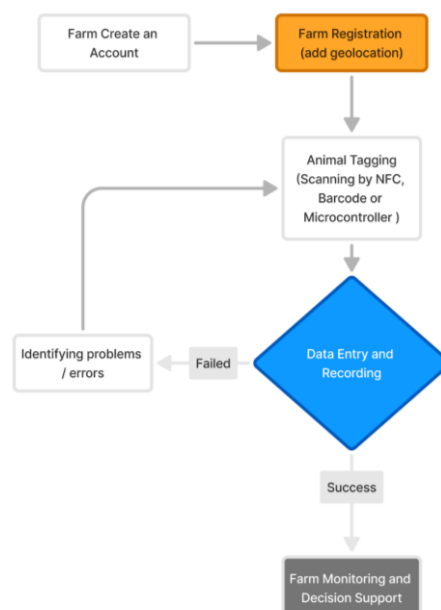 Farm Create an
Account
Farm Registration
(add geolocation)
Animal Tagging
(Scanning by NFC,
Barcode or
Microcontroller )
Data Entry and
Recording
Failed
Identifying problems
/ errors
Success
Farm Monitoring and
Decision Support